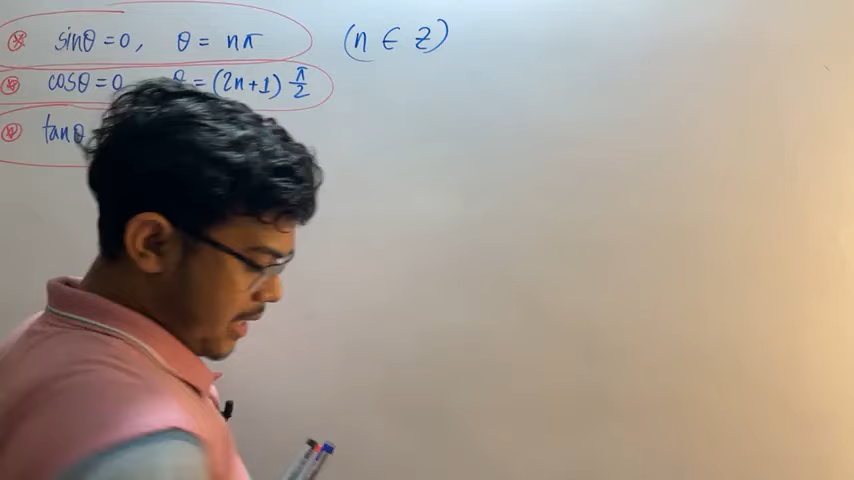 sinθ = 0, θ = nπ (n ∈ Z)
cosθ = 0 θ = (2n+1) π/2
tanθ